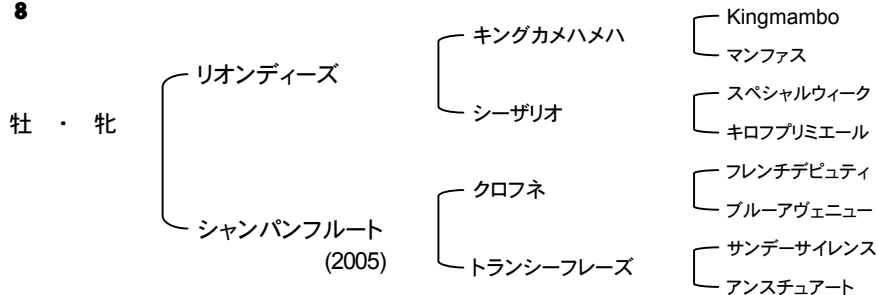 8
牡 ・ 牝
リオンディーズ
シャンパンフルート
(2005)
キングカメハメハ
シーザリオ
クロフネ
トランシーフレーズ
Kingmambo
マンファス
スペシャルウィーク
キロフプリミエール
フレンチデピュティ
ブルーアヴェニュー
サンデーサイレンス
アンスチュアート